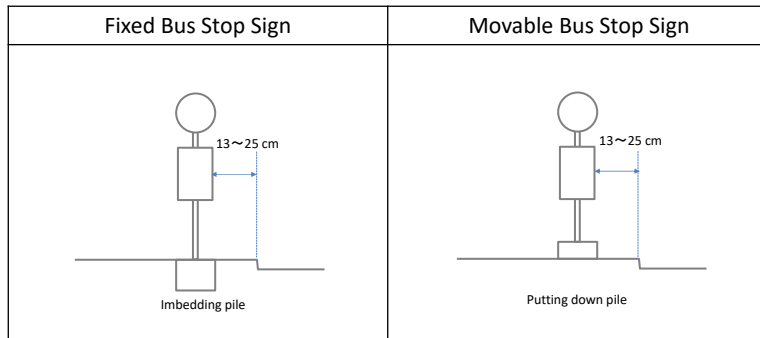 Fixed Bus Stop Sign
Movable Bus Stop Sign
13～25 cm
13～25 cm
Imbedding pile
Putting down pile